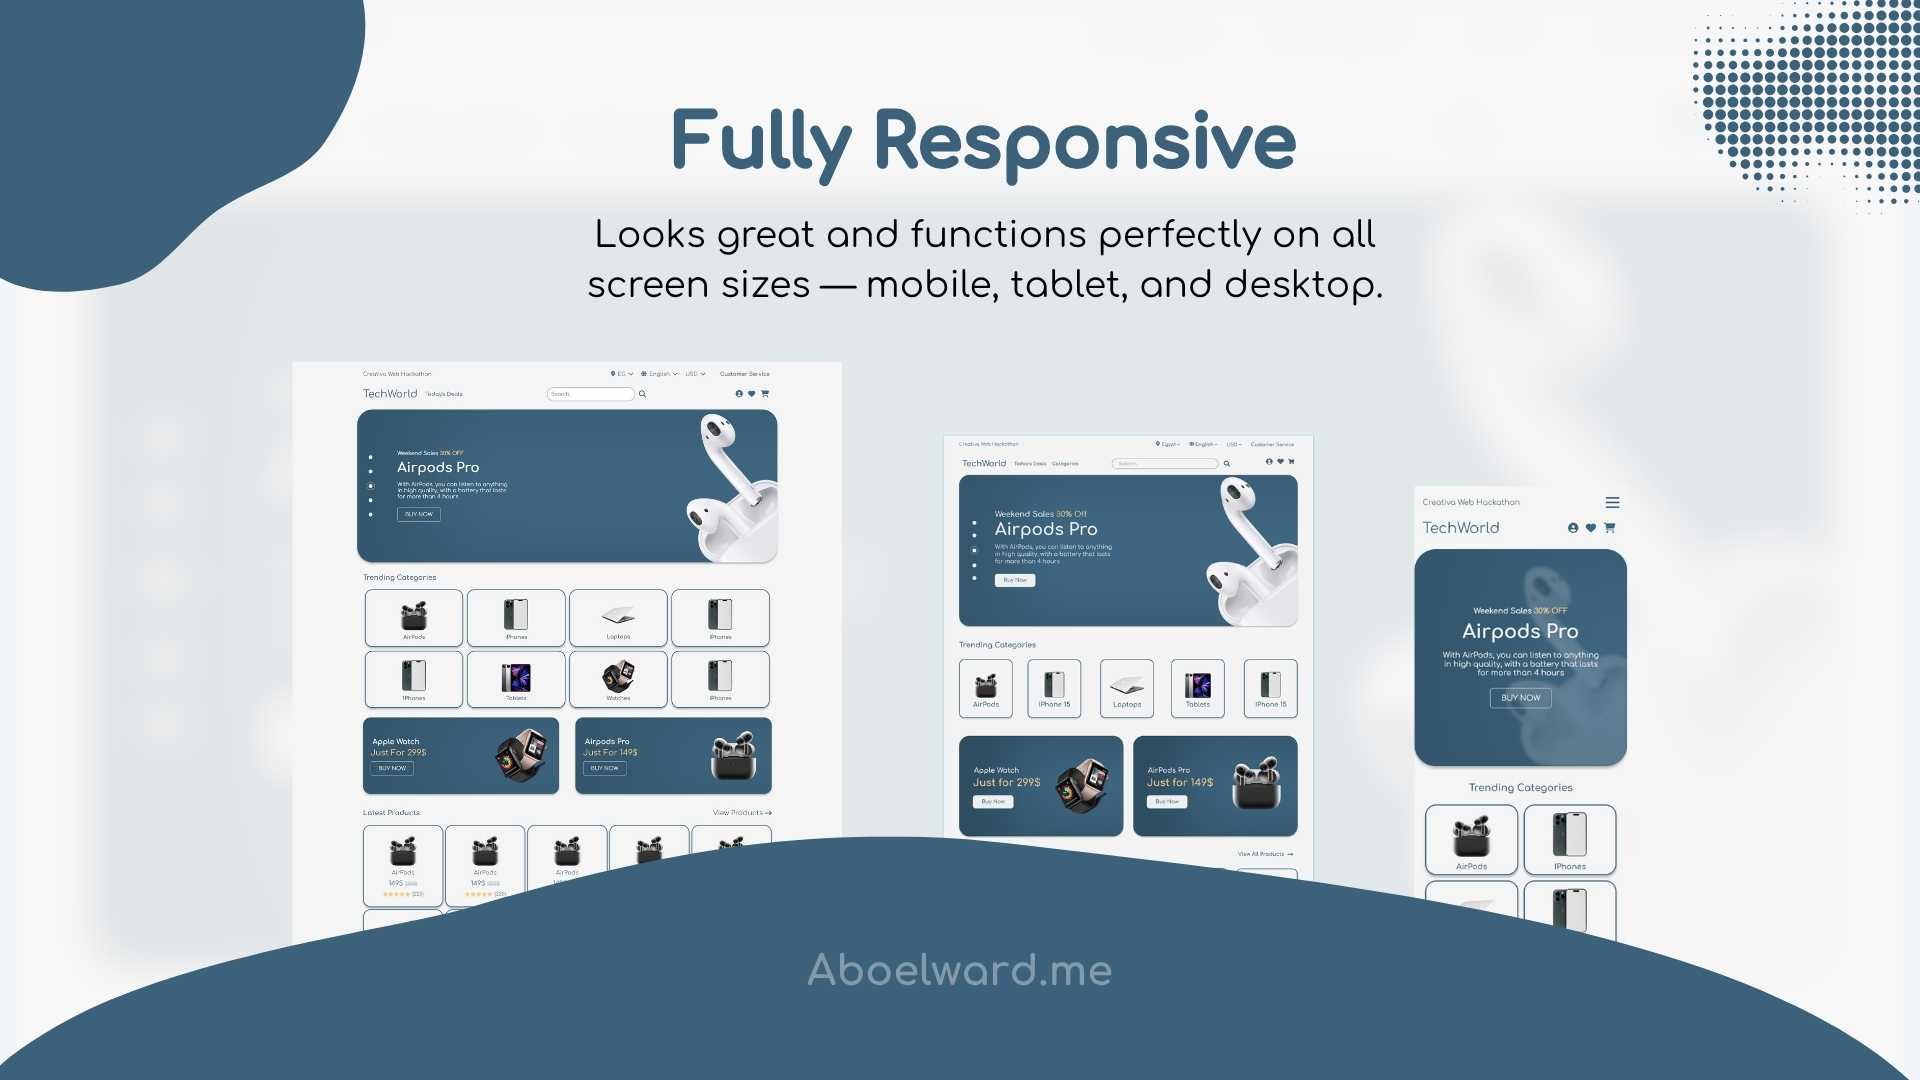 Fully Responsive
Looks great and functions perfectly on all
screen sizes — mobile, tablet, and desktop.
Creativa Web Hackathon EG English USD Customer Service
TechWorld Today's Deals Search..
Weekend Sales 30% OFF
Airpods Pro
With AirPods, you can listen to anything
in high quality, with a battery that lasts
for more than 4 hours
BUY NOW
Trending Categories
AirPods IPhones Laptops IPhones
IPhones Tablets Watches IPhones
Apple Watch
Just For 299$
BUY NOW
Airpods Pro
Just For 149$
BUY NOW
Latest Products View Products →
AirPods AirPods AirPods
149$
149$
Creativa Web Hackathon Egypt English USD Customer Service
TechWorld Today's Deals Categories Search..
Weekend Sales 30% Off
Airpods Pro
With AirPods, you can listen to anything
in high quality, with a battery that lasts
for more than 4 hours
Buy Now
Trending Categories
AirPods IPhone 15 Laptops Tablets IPhone 15
Apple Watch
Just for 299$
Buy Now
AirPods Pro
Just for 149$
Buy Now
View All Products →
Creativa Web Hackathon
TechWorld
Weekend Sales 30% OFF
Airpods Pro
With AirPods, you can listen to anything
in high quality, with a battery that lasts
for more than 4 hours
BUY NOW
Trending Categories
AirPods IPhones
Aboelward.me